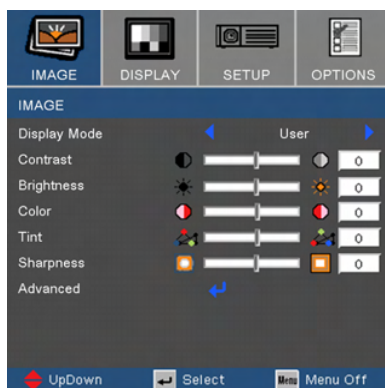 IMAGE DISPLAY SETUP OPTIONS
IMAGE
Display Mode User
Contrast 0
Brightness 0
Color 0
Tint 0
Sharpness 0
Advanced
UpDown Select Menu Menu Off